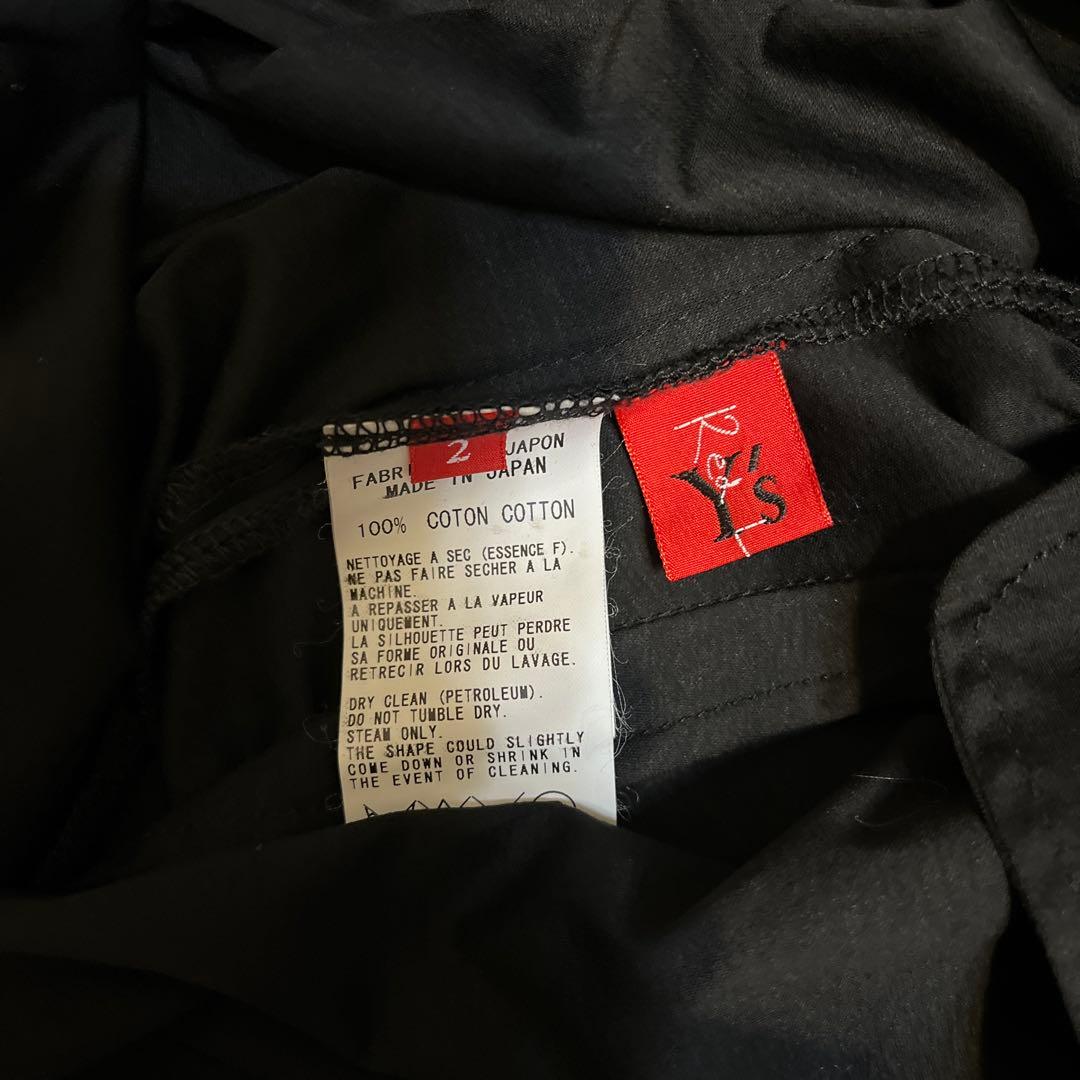 2
FABRI JAPON
MADE IN JAPAN
100% COTON COTTON
NETTOYAGE A SEC (ESSENCE F).
NE PAS FAIRE SECHER A LA
MACHINE.
A REPASSER A LA VAPEUR
UNIQUEMENT.
LA SILHOUETTE PEUT PERDRE
SA FORME ORIGINALE OU
RETRECIR LORS DU LAVAGE.
DRY CLEAN (PETROLEUM).
DO NOT TUMBLE DRY.
STEAM ONLY.
THE SHAPE COULD SLIGHTLY
COME DOWN OR SHRINK IN
THE EVENT OF CLEANING.
Red
Y's